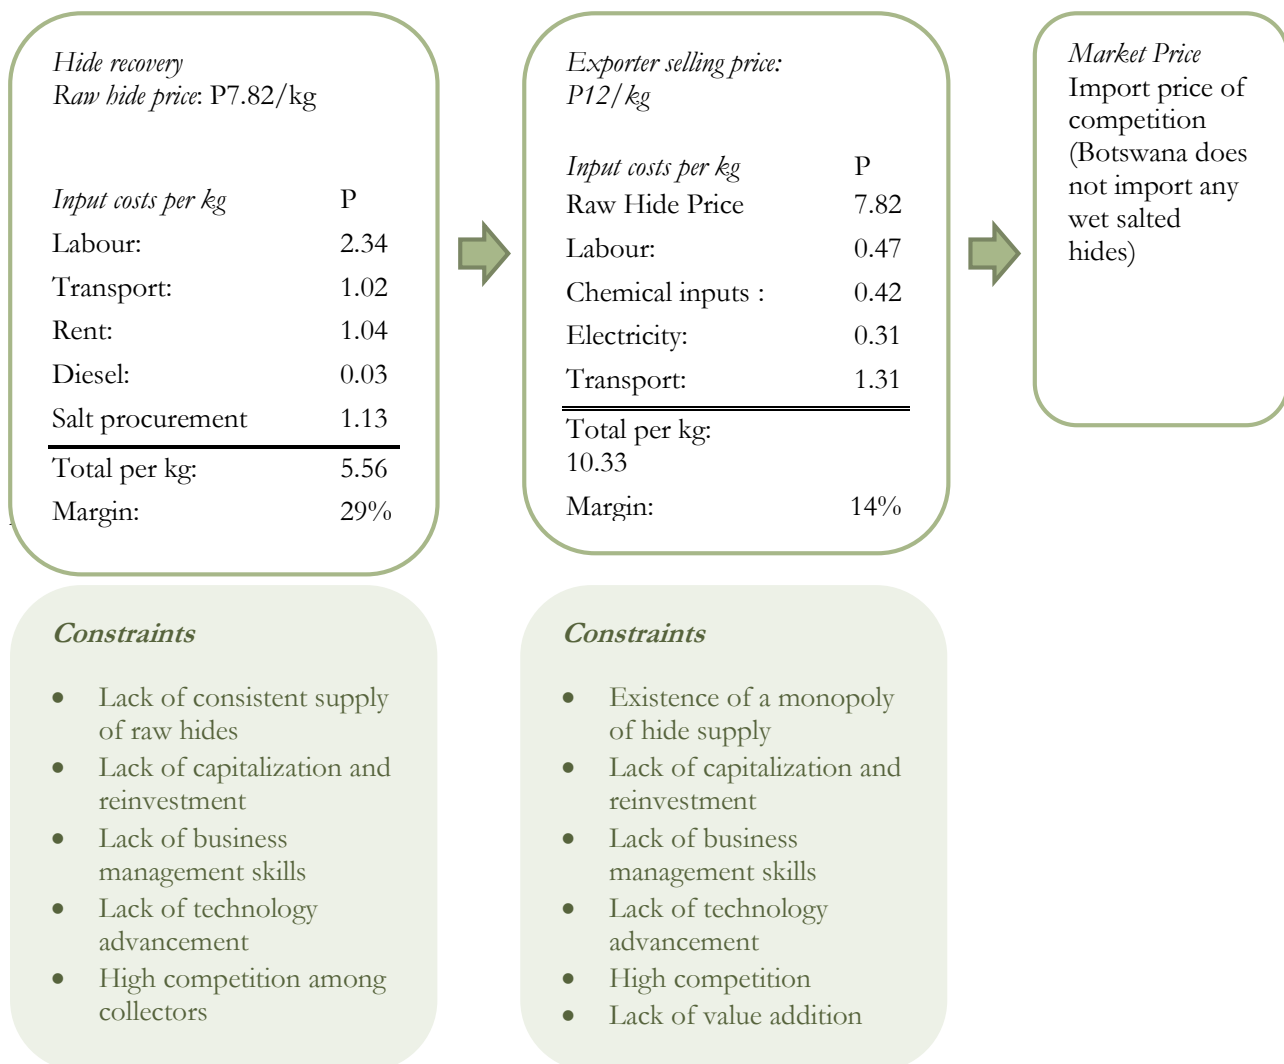 Hide recovery
Raw hide price: P7.82/kg
Input costs per kg P
Labour: 2.34
Transport: 1.02
Rent: 1.04
Diesel: 0.03
Salt procurement 1.13
Total per kg: 5.56
Margin: 29%
Exporter selling price:
P12/kg
Input costs per kg P
Raw Hide Price 7.82
Labour: 0.47
Chemical inputs : 0.42
Electricity: 0.31
Transport: 1.31
Total per kg:
10.33
Margin: 14%
Market Price
Import price of
competition
(Botswana does
not import any
wet salted
hides)
Constraints
• Lack of consistent supply
of raw hides
• Lack of capitalization and
reinvestment
• Lack of business
management skills
• Lack of technology
advancement
• High competition among
collectors
Constraints
• Existence of a monopoly
of hide supply
• Lack of capitalization and
reinvestment
• Lack of business
management skills
• Lack of technology
advancement
• High competition
• Lack of value addition